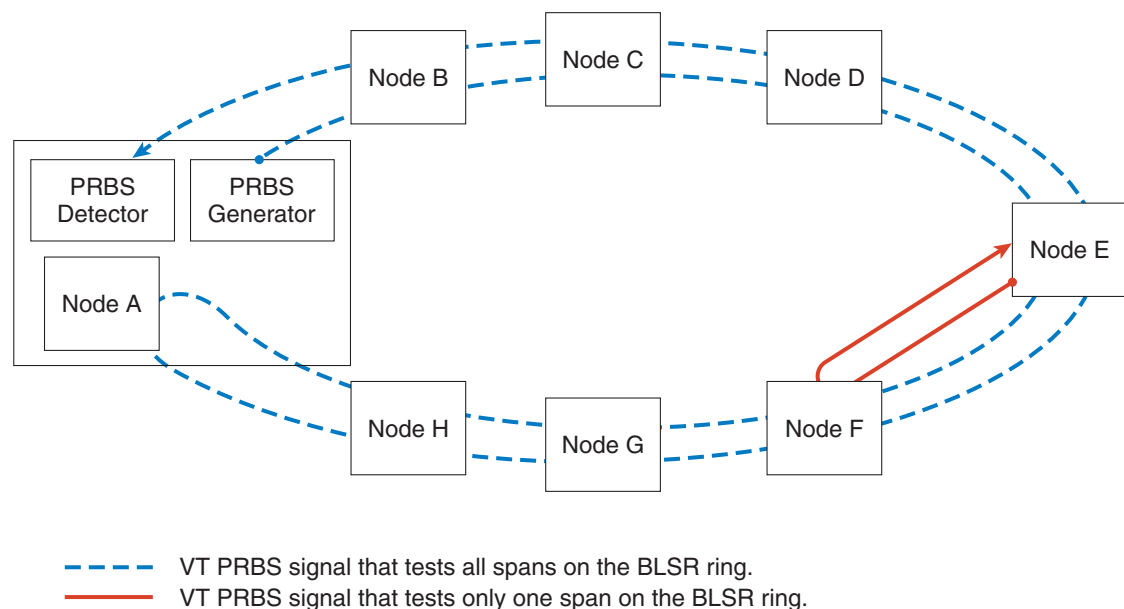 Node B
Node C
Node D
PRBS
Detector
PRBS
Generator
Node A
Node E
Node H
Node G
Node F
VT PRBS signal that tests all spans on the BLSR ring.
VT PRBS signal that tests only one span on the BLSR ring.